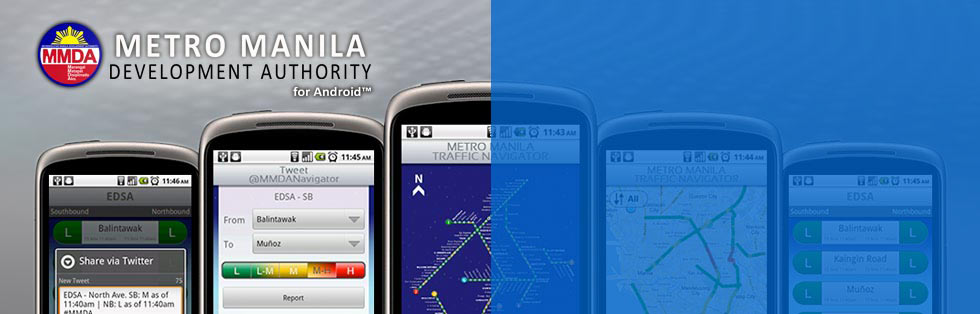 MMDA
METRO MANILA
DEVELOPMENT AUTHORITY
for Android™
11:46 AM
EDSA
Southbound Northbound
L Balintawak L
Share via Twitter
New Tweet 75
EDSA - North Ave. SB: M as of
11:40am | NB: L as of 11:40am
#MMDA
11:45 AM
Tweet
@MMDANavigator
EDSA - SB
From Balintawak
To Muñoz
L L-M M M-H H
Report
11:43 AM
METRO MANILA
TRAFFIC NAVIGATOR
N
11:44 AM
METRO MANILA
TRAFFIC NAVIGATOR
All
11:45 AM
EDSA
Southbound Northbound
L Balintawak L
L Kaingin Road L
L Muñoz L